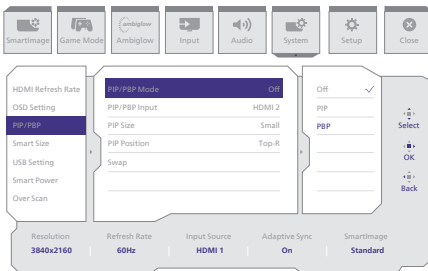 ambiglow
SmartImage Game Mode Ambiglow Input Audio System Setup Close
HDMI Refresh Rate
OSD Setting
PIP/PBP
Smart Size
USB Setting
Smart Power
Over Scan
PIP/PBP Mode Off
PIP/PBP Input HDMI 2
PIP Size Small
PIP Position Top-R
Swap
Off
PIP
PBP
Select
OK
Back
Resolution Refresh Rate Input Source Adaptive Sync SmartImage
3840x2160 60Hz HDMI 1 On Standard